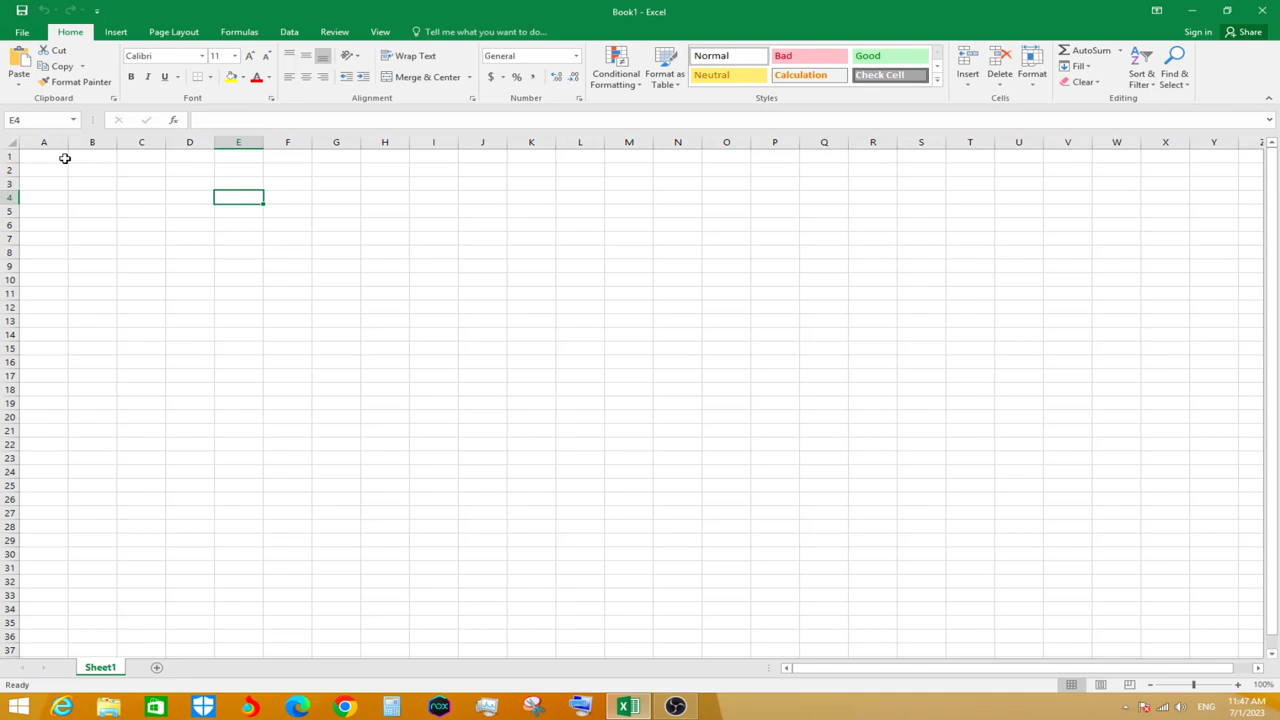 Book1 - Excel
File Home Insert Page Layout Formulas Data Review View Tell me what you want to do... Sign in Share
Paste Cut Copy Format Painter Clipboard
Calibri 11 A A B I U A Font
Wrap Text Merge & Center Alignment
General $ % , Number
Conditional Formatting Format as Table
Normal Bad Good
Neutral Calculation Check Cell
Styles
Insert Delete Format Cells
AutoSum Fill Clear Sort & Filter Find & Select Editing
E4 fx
A B C D E F G H I J K L M N O P Q R S T U V W X Y Z
1
2
3
4
5
6
7
8
9
10
11
12
13
14
15
16
17
18
19
20
21
22
23
24
25
26
27
28
29
30
31
32
33
34
35
36
37
Sheet1
Ready 100%
nox ENG 11:47 AM
7/1/2023